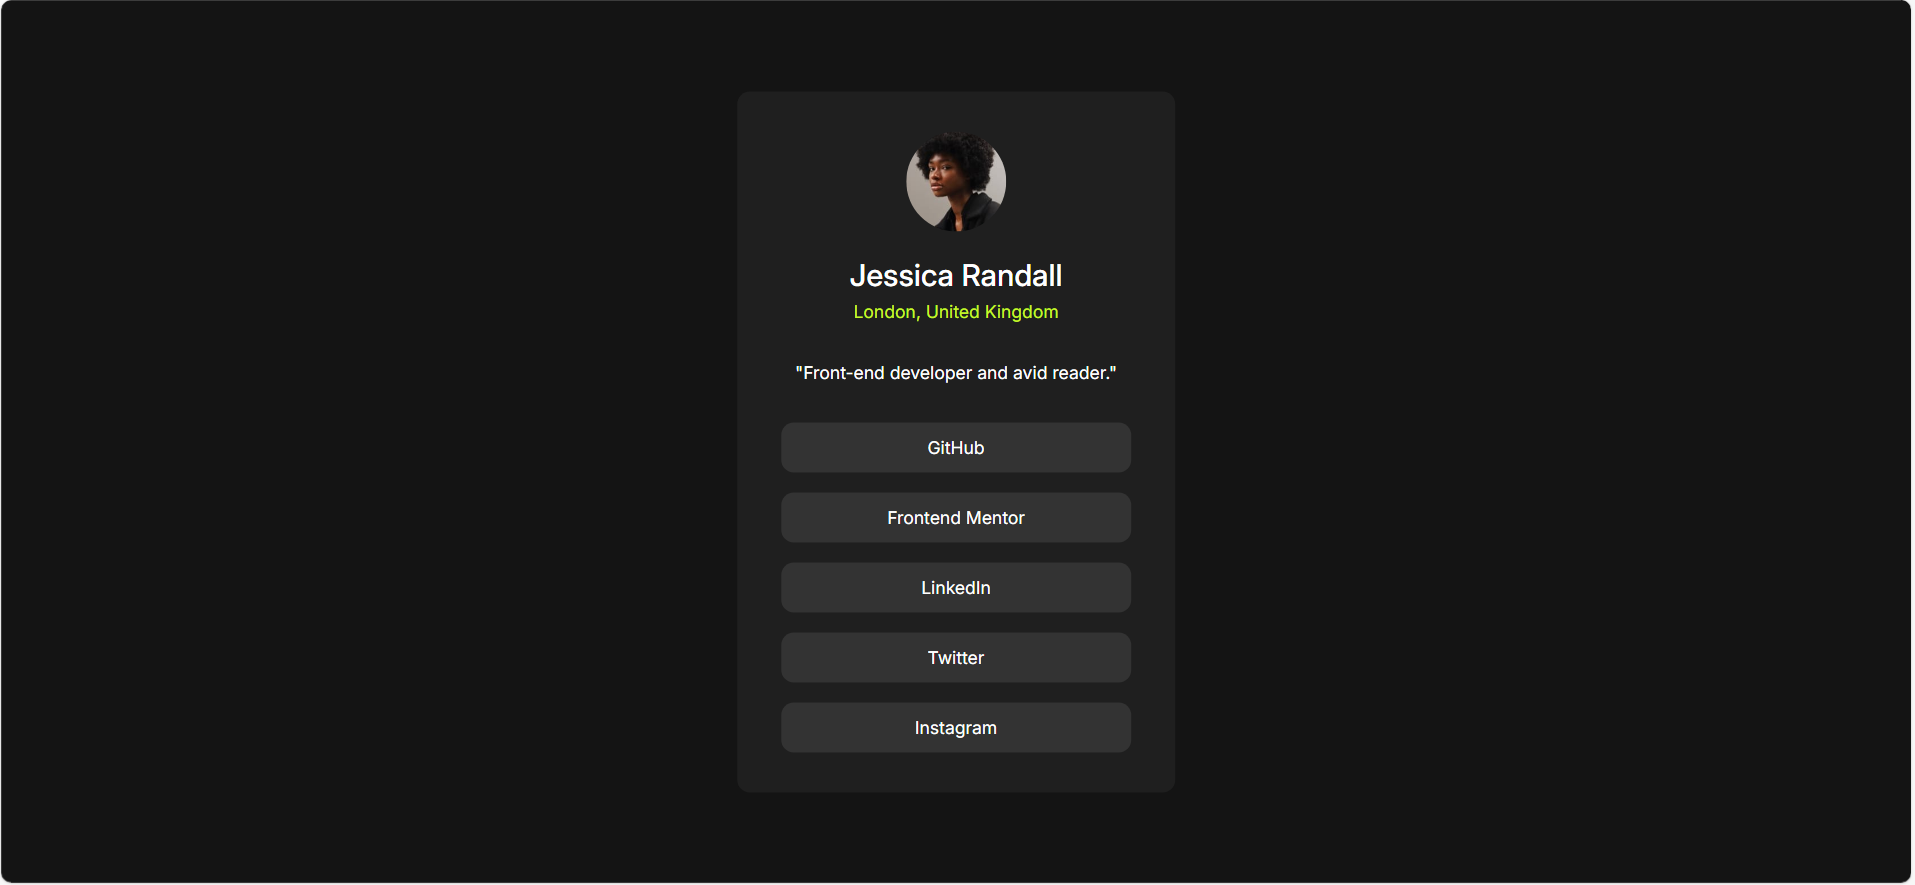 Jessica Randall
London, United Kingdom
"Front-end developer and avid reader."
GitHub
Frontend Mentor
LinkedIn
Twitter
Instagram